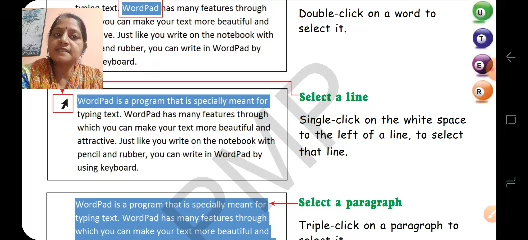 typing text. WordPad has many features through
you can make your text more beautiful and
ive. Just like you write on the notebook with
and rubber, you can write in WordPad by
keyboard.
Double-click on a word to
select it.
U
T
E
R
WordPad is a program that is specially meant for
typing text. WordPad has many features through
which you can make your text more beautiful and
attractive. Just like you write on the notebook with
pencil and rubber, you can write in WordPad by
using keyboard.
Select a line
Single-click on the white space
to the left of a line, to select
that line.
WordPad is a program that is specially meant for
typing text. WordPad has many features through
which you can make your text more beautiful and
Select a paragraph
Triple-click on a paragraph to
select it.